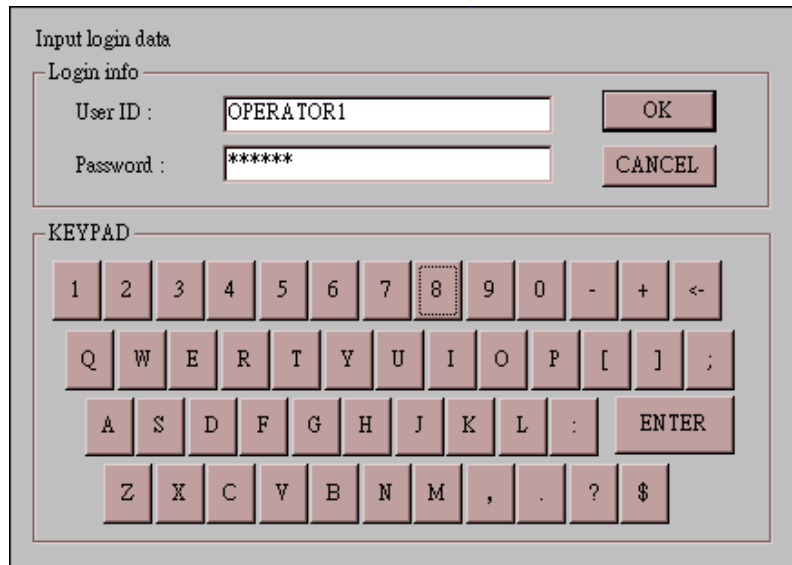 Input login data
Login info
User ID : OPERATOR1 OK
Password : ****** CANCEL
KEYPAD
1 2 3 4 5 6 7 8 9 0 - + <-
Q W E R T Y U I O P [ ] ;
A S D F G H J K L : ENTER
Z X C V B N M , . ? $